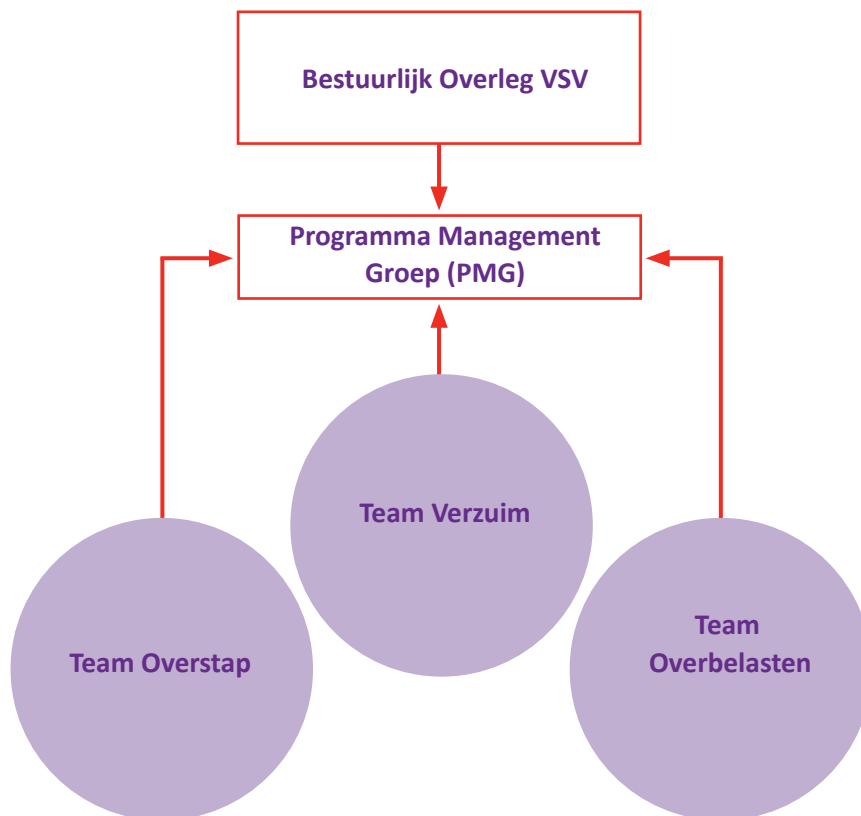 Bestuurlijk Overleg VSV
Programma Management
Groep (PMG)
Team Verzuim
Team Overstap
Team
Overbelasten